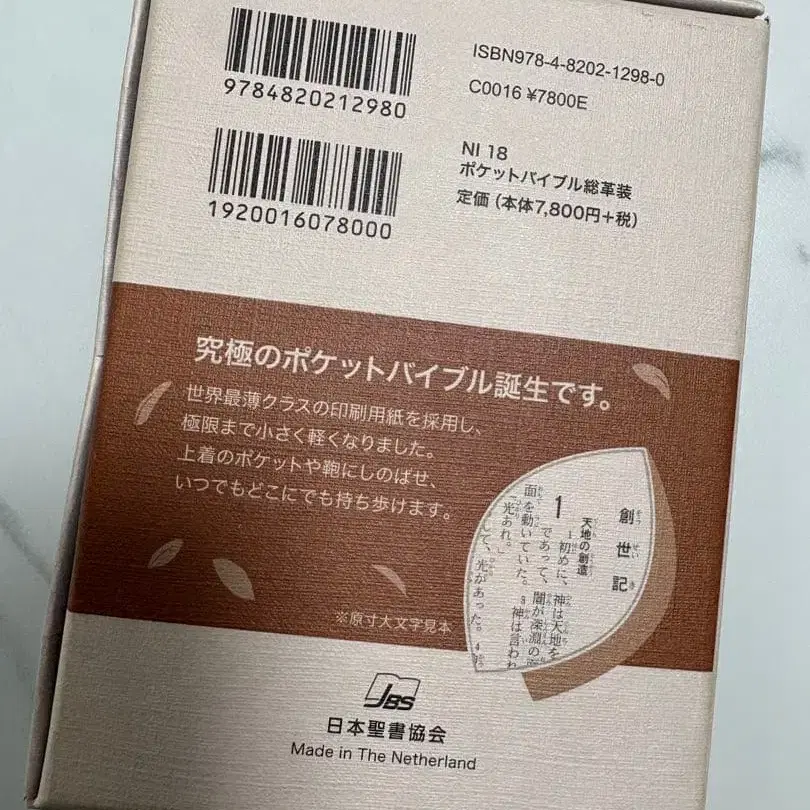 9784820212980
ISBN978-4-8202-1298-0
C0016 ¥7800E
1920016078000
NI 18
ポケットバイブル総革装
定価(本体7,800円+税)
究極のポケットバイブル誕生です。
世界最薄クラスの印刷用紙を採用し、
極限まで小さく軽くなりました。
上着のポケットや鞄にしのばせ、
いつでもどこにでも持ち歩けます。
創世記
天地の創造
1 1初めに、神は天地を
であって、闇が深淵の
面を動いていた。3神は言われ
「光あれ。」
して、光があった。4
※原寸大文字見本
JBS
日本聖書協会
Made in The Netherland